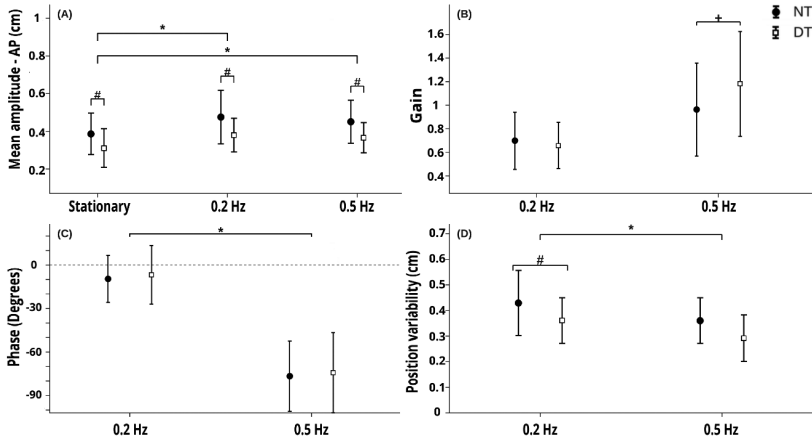 (A)
Mean amplitude - AP (cm)
1
0.8
0.6
0.4
0.2
*
*
#
#
#
Stationary
0.2 Hz
0.5 Hz
(B)
NT
DT
Gain
1.6
1.4
1.2
1
0.8
0.6
0.4
+
0.2 Hz
0.5 Hz
(C)
Phase (Degrees)
0
-30
-60
-90
*
0.2 Hz
0.5 Hz
(D)
Position variability (cm)
0.7
0.6
0.5
0.4
0.3
0.2
0.1
0
*
#
0.2 Hz
0.5 Hz